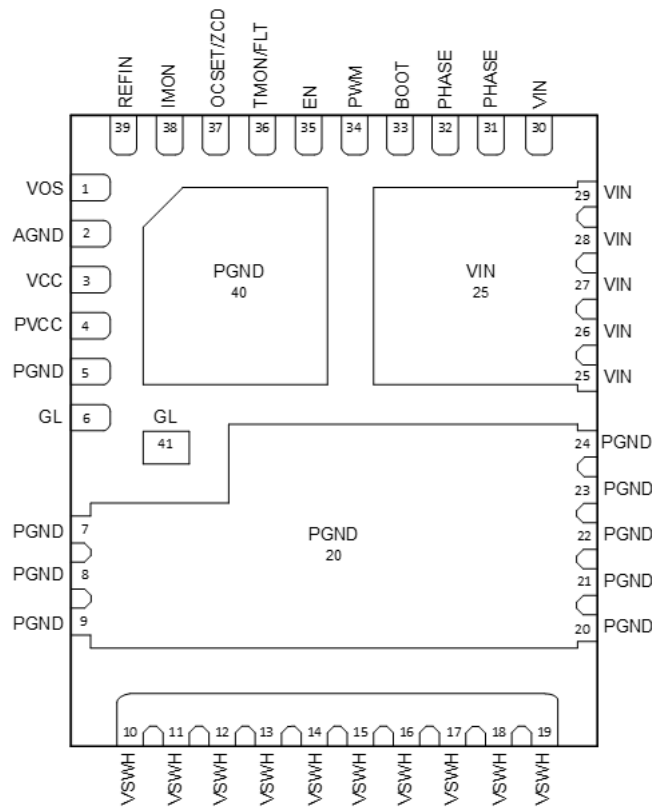 REFIN
IMON
OCSET/ZCD
TMON/FLT
EN
PWM
BOOT
PHASE
PHASE
VIN
39
38
37
36
35
34
33
32
31
30
VOS 1
AGND 2
VCC 3
PVCC 4
PGND 5
GL 6
PGND
40
VIN
25
29 VIN
28 VIN
27 VIN
26 VIN
25 VIN
GL
41
PGND 7
PGND 8
PGND 9
PGND
20
24 PGND
23 PGND
22 PGND
21 PGND
20 PGND
10
11
12
13
14
15
16
17
18
19
VSWH
VSWH
VSWH
VSWH
VSWH
VSWH
VSWH
VSWH
VSWH
VSWH